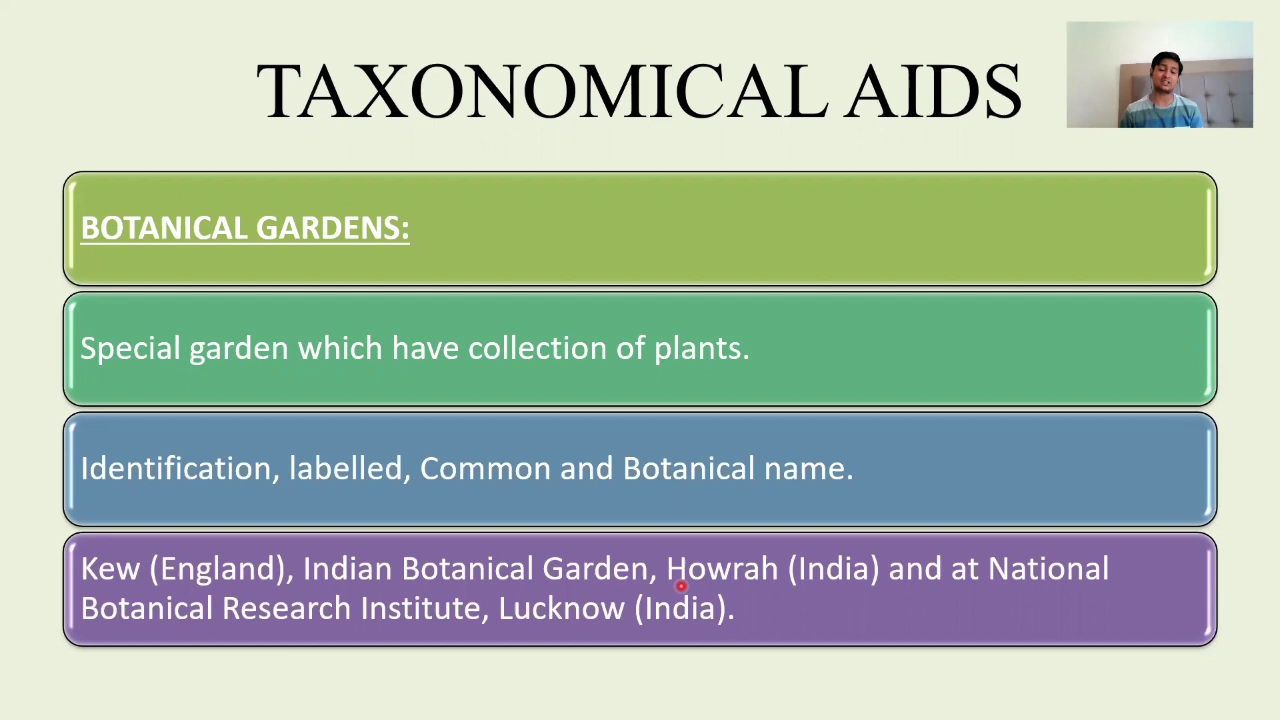 TAXONOMICAL AIDS
BOTANICAL GARDENS:
Special garden which have collection of plants.
Identification, labelled, Common and Botanical name.
Kew (England), Indian Botanical Garden, Howrah (India) and at National
Botanical Research Institute, Lucknow (India).